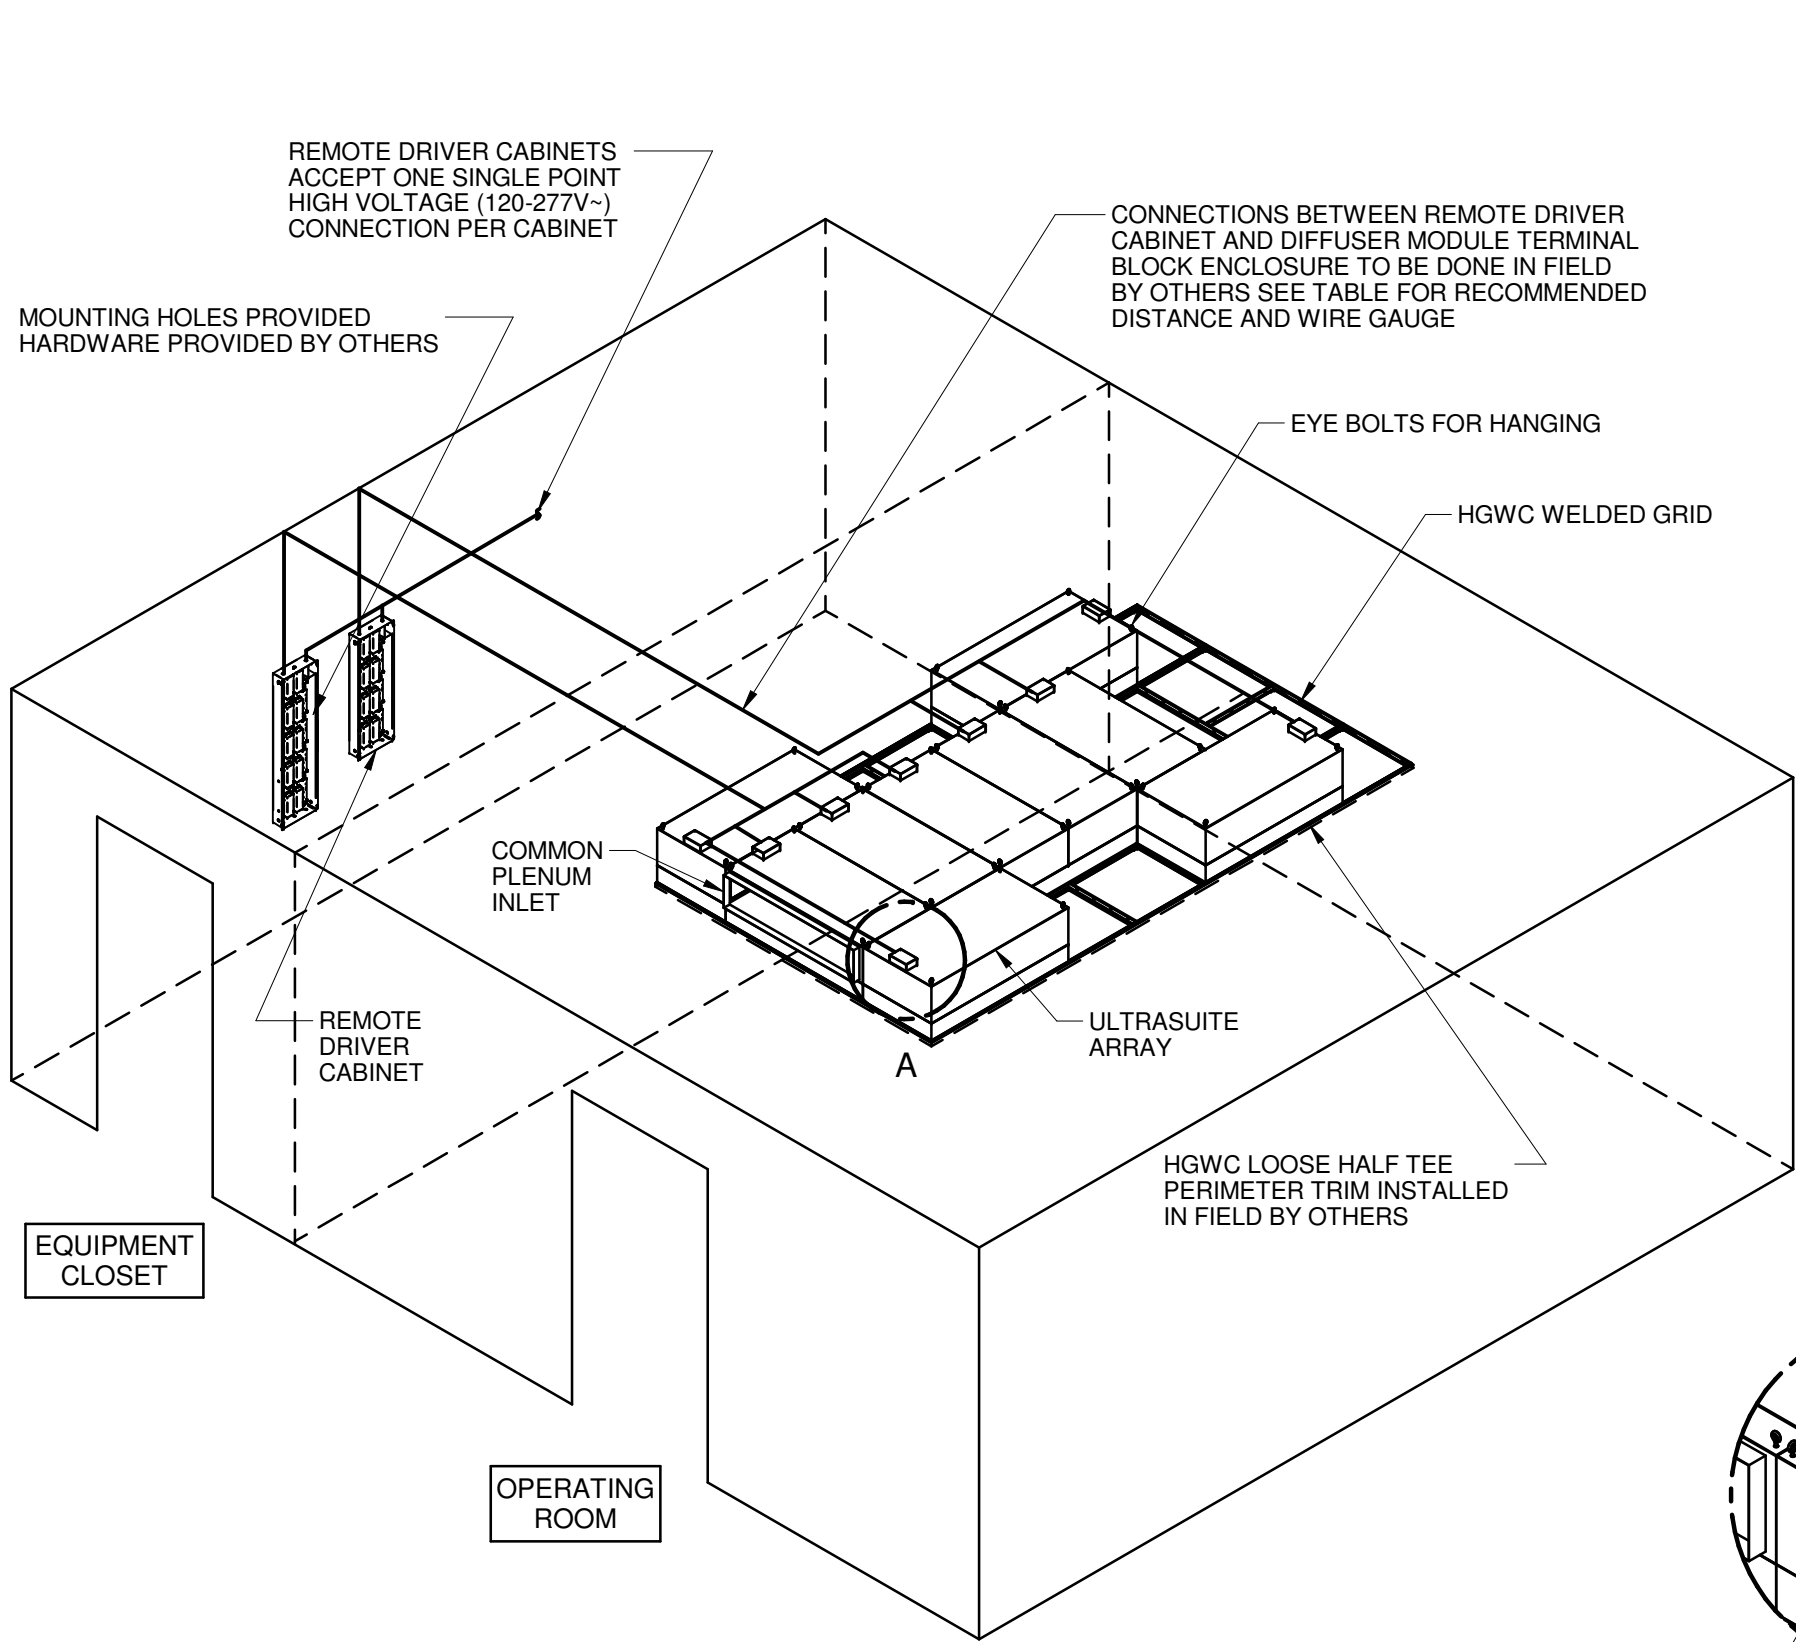 REMOTE DRIVER CABINETS
ACCEPT ONE SINGLE POINT
HIGH VOLTAGE (120-277V~)
CONNECTION PER CABINET
CONNECTIONS BETWEEN REMOTE DRIVER
CABINET AND DIFFUSER MODULE TERMINAL
BLOCK ENCLOSURE TO BE DONE IN FIELD
BY OTHERS SEE TABLE FOR RECOMMENDED
DISTANCE AND WIRE GAUGE
MOUNTING HOLES PROVIDED
HARDWARE PROVIDED BY OTHERS
EYE BOLTS FOR HANGING
HGWC WELDED GRID
COMMON
PLENUM
INLET
REMOTE
DRIVER
CABINET
ULTRASUITE
ARRAY
A
HGWC LOOSE HALF TEE
PERIMETER TRIM INSTALLED
IN FIELD BY OTHERS
EQUIPMENT
CLOSET
OPERATING
ROOM